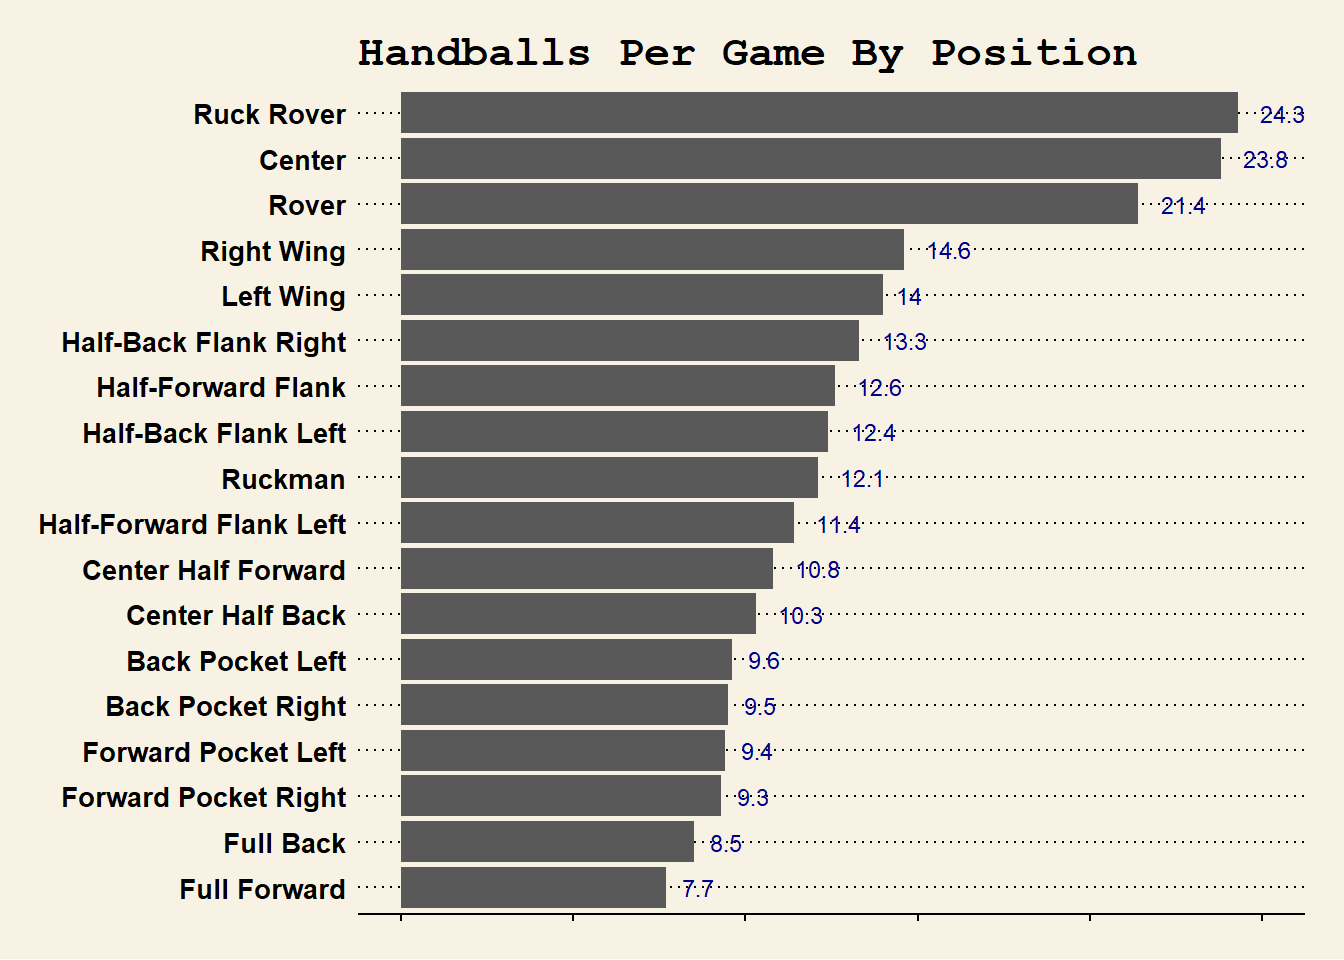 Handballs Per Game By Position
Ruck Rover 24.3
Center 23.8
Rover 21.4
Right Wing 14.6
Left Wing 14
Half-Back Flank Right 13.3
Half-Forward Flank 12.6
Half-Back Flank Left 12.4
Ruckman 12.1
Half-Forward Flank Left 11.4
Center Half Forward 10.8
Center Half Back 10.3
Back Pocket Left 9.6
Back Pocket Right 9.5
Forward Pocket Left 9.4
Forward Pocket Right 9.3
Full Back 8.5
Full Forward 7.7